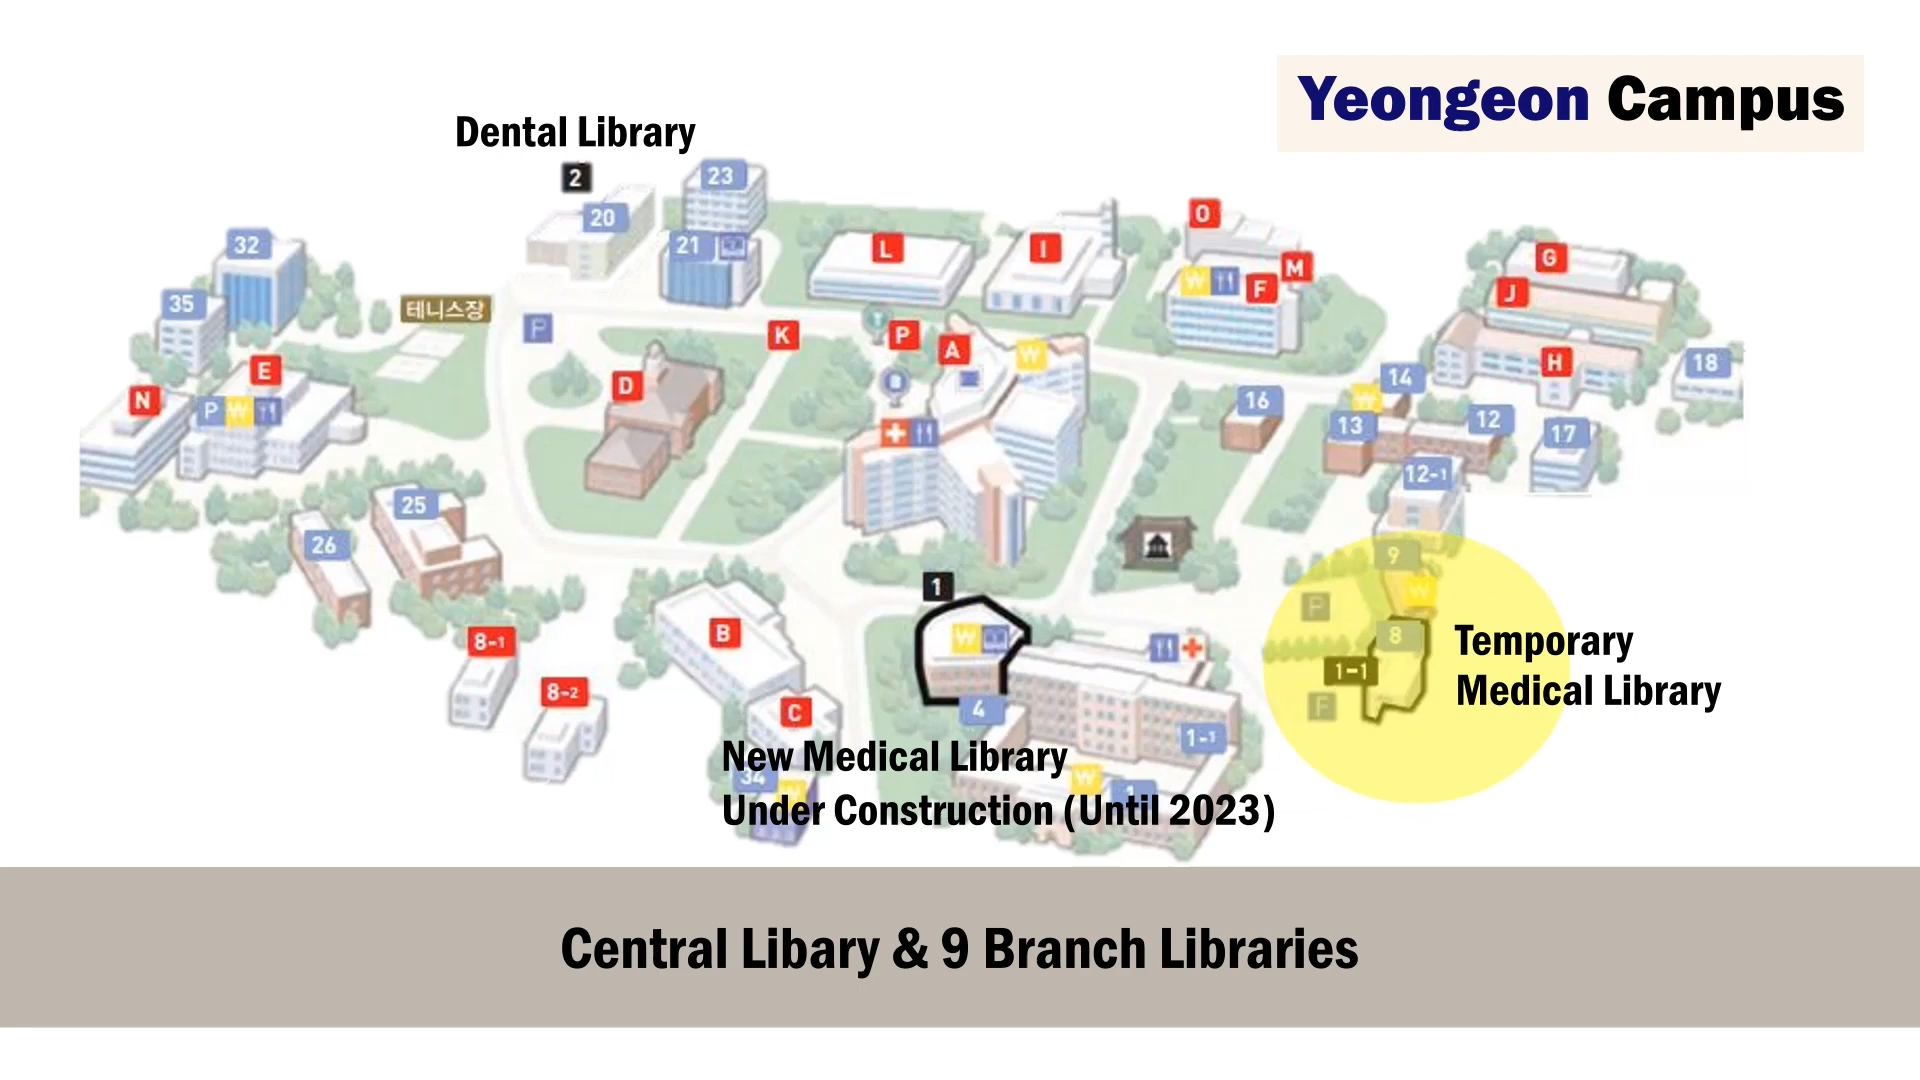 Yeongeon Campus
Dental Library
2
23
20
32
21
L
I
O
M
F
W
G
J
35
테니스장
P
K
P
A
W
E
N
P W
D
H
18
14
W
16
13
12
17
12-1
25
26
9
W
P
1
8-1
B
W
8
1-1
Temporary
Medical Library
P
8-2
C
4
1-1
New Medical Library
34
W
W
1
Under Construction (Until 2023)
Central Libary & 9 Branch Libraries